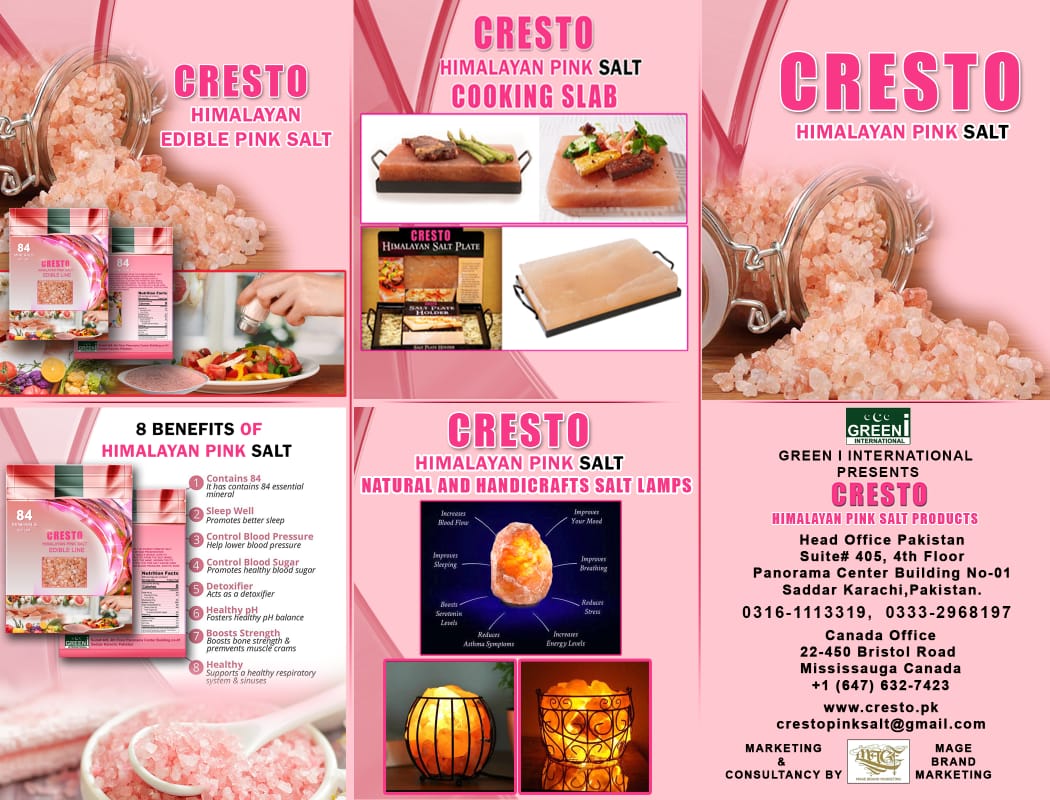 CRESTO
HIMALAYAN
EDIBLE PINK SALT
84
CRESTO
HIMALAYAN PINK SALT
EDIBLE LINE
84
Nutrition Facts
GREEN i
CRESTO
HIMALAYAN PINK SALT
COOKING SLAB
CRESTO
HIMALAYAN SALT PLATE
SALT PLATE
HOLDER
SALT PLATE HOLDER
CRESTO
HIMALAYAN PINK SALT
8 BENEFITS OF
HIMALAYAN PINK SALT
84
CRESTO
HIMALAYAN PINK SALT
EDIBLE LINE
Nutrition Facts
GREEN i
1 Contains 84
It has contains 84 essential
mineral
2 Sleep Well
Promotes better sleep
3 Control Blood Pressure
Help lower blood pressure
4 Control Blood Sugar
Promotes healthy blood sugar
5 Detoxifier
Acts as a detoxifier
6 Healthy pH
Fosters healthy pH balance
7 Boosts Strength
Boosts bone strength &
premvents muscle crams
8 Healthy
Supports a healthy respiratory
system & sinuses
CRESTO
HIMALAYAN PINK SALT
NATURAL AND HANDICRAFTS SALT LAMPS
Increases
Blood Flow
Improves
Your Mood
Improves
Sleeping
Improves
Breathing
Boosts
Serotonin
Levels
Reduces
Stress
Reduces
Asthma Symptoms
Increases
Energy Levels
GREEN i
INTERNATIONAL
GREEN I INTERNATIONAL
PRESENTS
CRESTO
HIMALAYAN PINK SALT PRODUCTS
Head Office Pakistan
Suite# 405, 4th Floor
Panorama Center Building No-01
Saddar Karachi,Pakistan.
0316-1113319, 0333-2968197
Canada Office
22-450 Bristol Road
Mississauga Canada
+1 (647) 632-7423
www.cresto.pk
crestopinksalt@gmail.com
MARKETING
&
CONSULTANCY BY
MAGE BRAND MARKETING
MAGE
BRAND
MARKETING